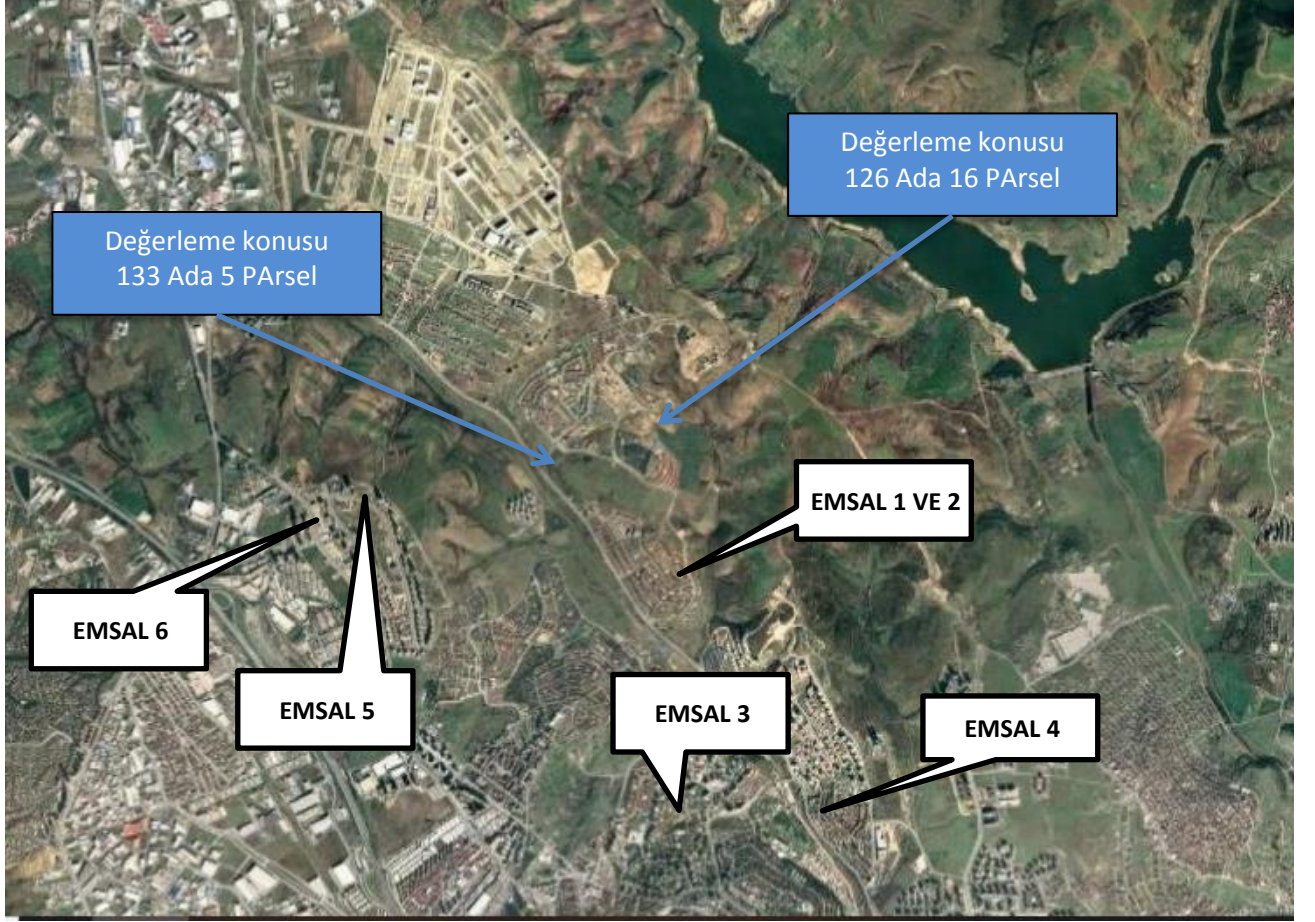 Değerleme konusu
126 Ada 16 PArsel
Değerleme konusu
133 Ada 5 PArsel
EMSAL 1 VE 2
EMSAL 6
EMSAL 5
EMSAL 3
EMSAL 4